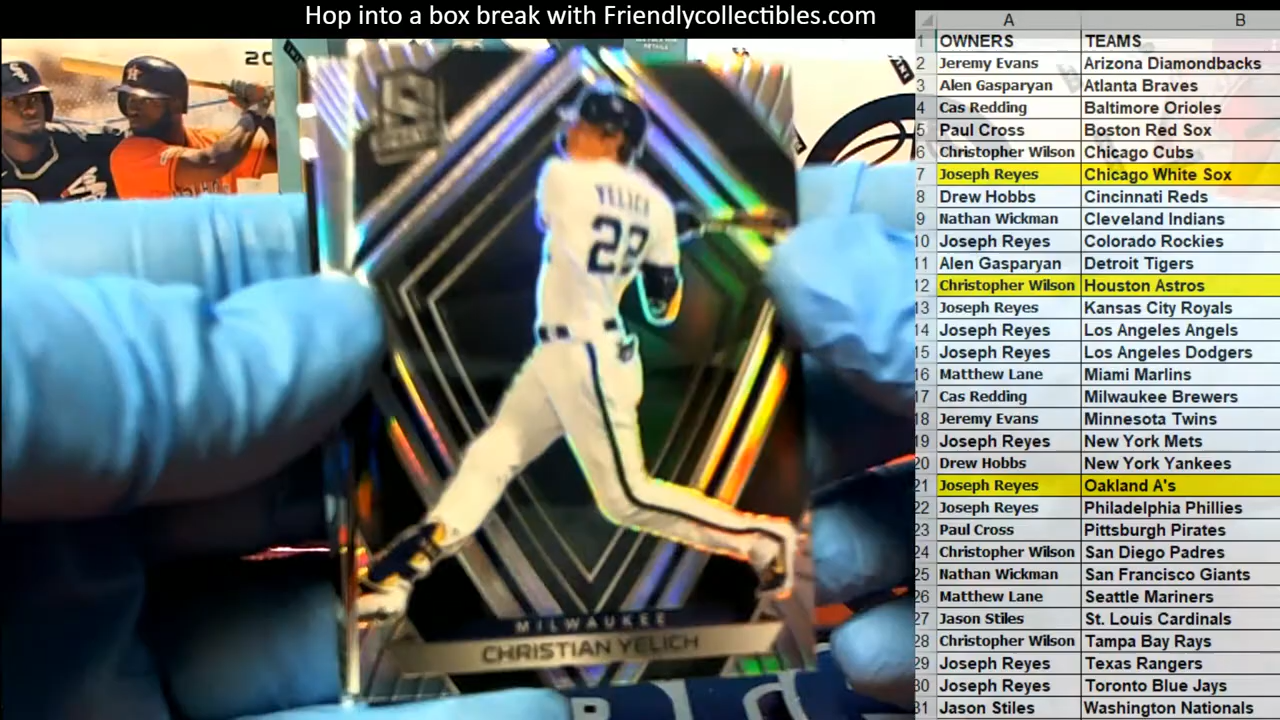 Hop into a box break with Friendlycollectibles.com
20
YELICH
22
MILWAUKEE
CHRISTIAN YELICH
A B
1 OWNERS TEAMS
2 Jeremy Evans Arizona Diamondbacks
3 Alen Gasparyan Atlanta Braves
4 Cas Redding Baltimore Orioles
5 Paul Cross Boston Red Sox
6 Christopher Wilson Chicago Cubs
7 Joseph Reyes Chicago White Sox
8 Drew Hobbs Cincinnati Reds
9 Nathan Wickman Cleveland Indians
10 Joseph Reyes Colorado Rockies
11 Alen Gasparyan Detroit Tigers
12 Christopher Wilson Houston Astros
13 Joseph Reyes Kansas City Royals
14 Joseph Reyes Los Angeles Angels
15 Joseph Reyes Los Angeles Dodgers
16 Matthew Lane Miami Marlins
17 Cas Redding Milwaukee Brewers
18 Jeremy Evans Minnesota Twins
19 Joseph Reyes New York Mets
20 Drew Hobbs New York Yankees
21 Joseph Reyes Oakland A's
22 Joseph Reyes Philadelphia Phillies
23 Paul Cross Pittsburgh Pirates
24 Christopher Wilson San Diego Padres
25 Nathan Wickman San Francisco Giants
26 Matthew Lane Seattle Mariners
27 Jason Stiles St. Louis Cardinals
28 Christopher Wilson Tampa Bay Rays
29 Joseph Reyes Texas Rangers
30 Joseph Reyes Toronto Blue Jays
31 Jason Stiles Washington Nationals